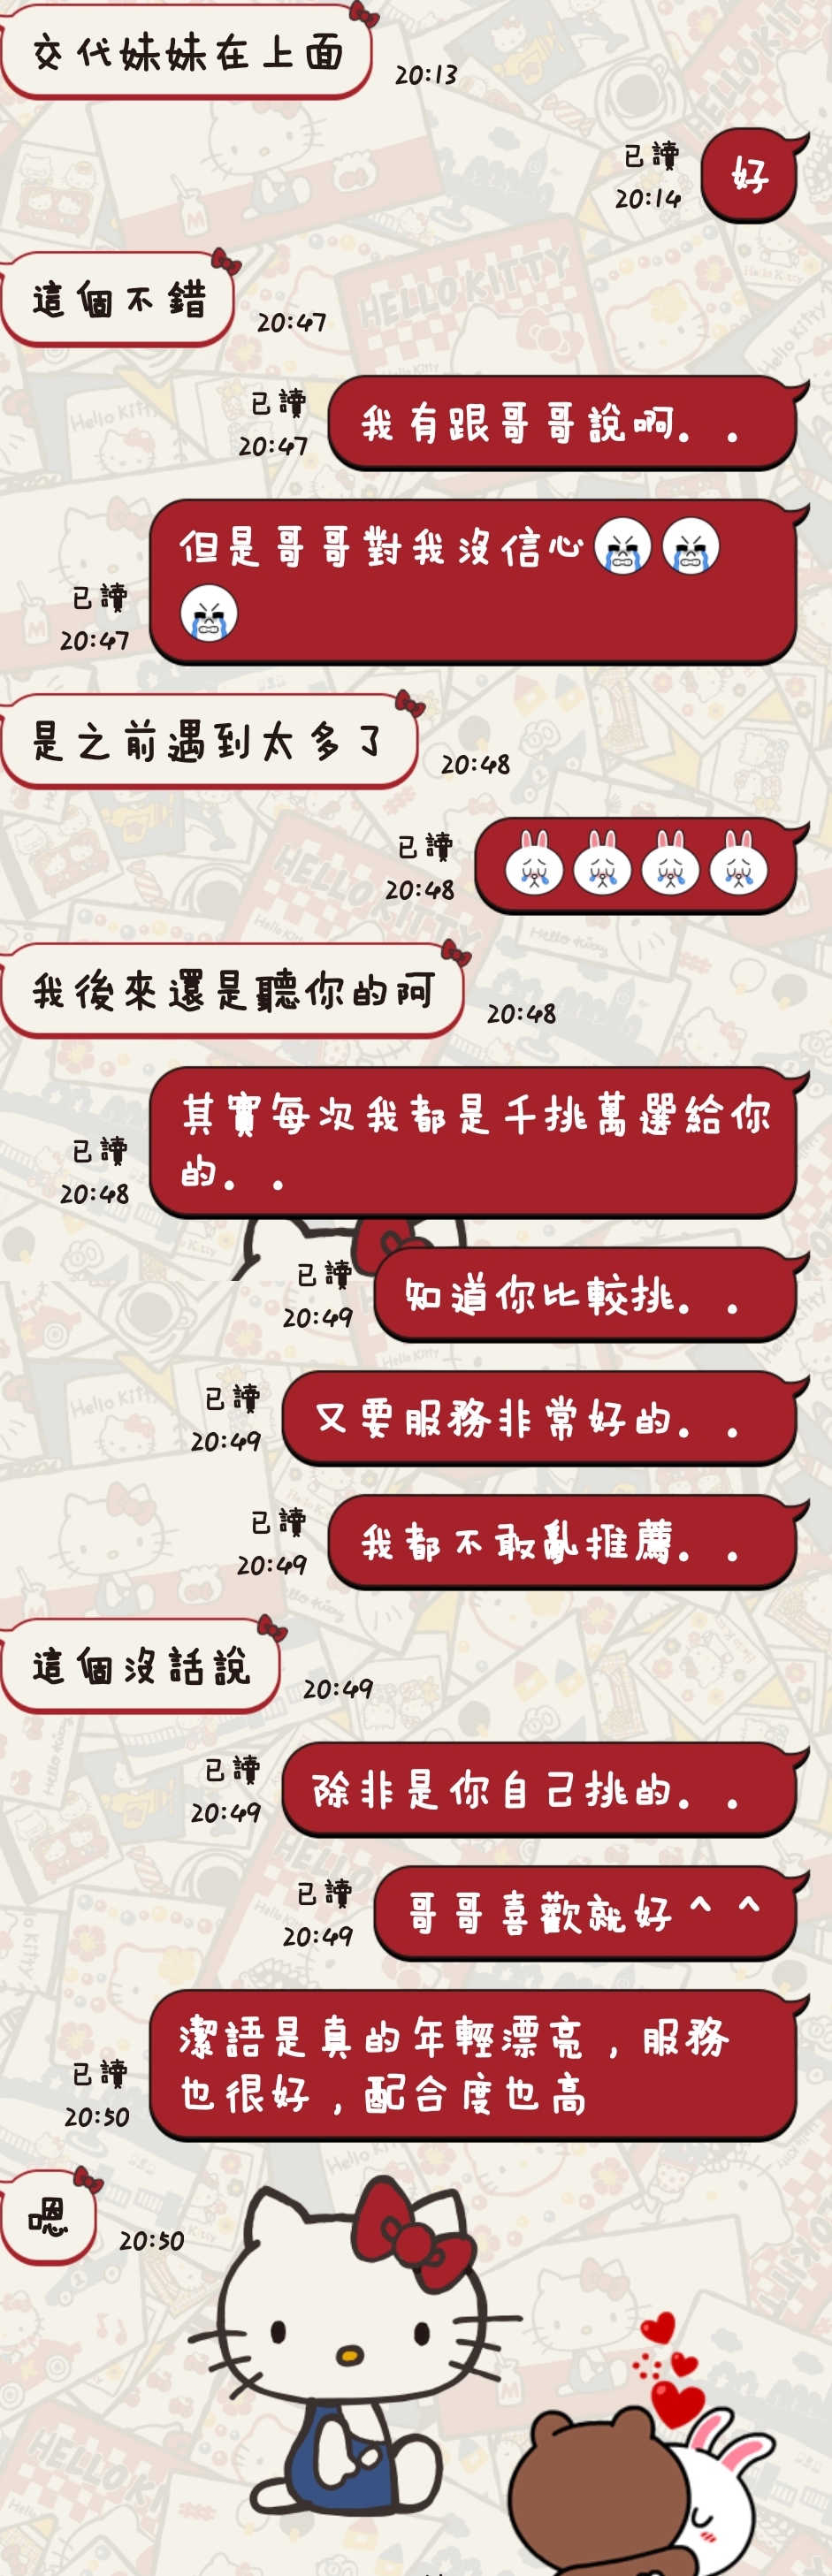 交代妹妹在上面
20:13
已讀
20:14
好
這個不錯
20:47
已讀
20:47
我有跟哥哥說啊. .
但是哥哥對我沒信心
已讀
20:47
是之前遇到太多了
20:48
已讀
20:48
我後來還是聽你的阿
20:48
其實每次我都是千挑萬選給你
的. .
已讀
20:48
已讀
20:49
知道你比較挑. .
已讀
20:49
又要服務非常好的. .
已讀
20:49
我都不敢亂推薦. .
這個沒話說
20:49
已讀
20:49
除非是你自己挑的. .
已讀
20:49
哥哥喜歡就好^ ^
潔語是真的年輕漂亮，服務
也很好，配合度也高
已讀
20:50
嗯
20:50
HELLO KITTY
Hello Kitty